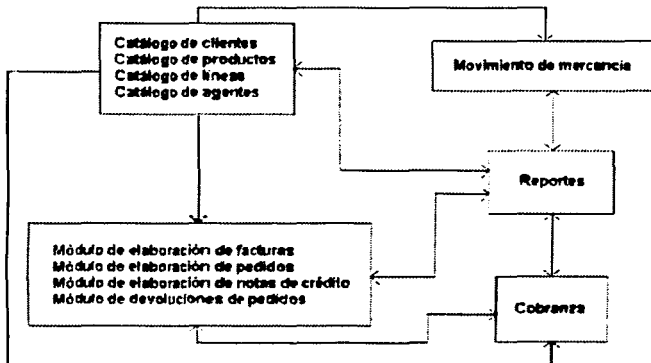 Catálogo de clientes
Catálogo de productos
Catálogo de líneas
Catálogo de agentes
Movimiento de mercancia
Reportes
Módulo de elaboración de facturas
Módulo de elaboración de pedidos
Módulo de elaboración de notas de crédito
Módulo de devoluciones de pedidos
Cobranza